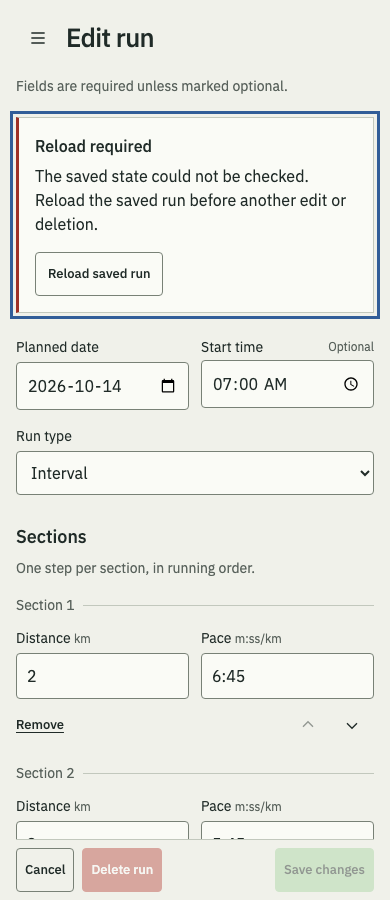 Edit run
Fields are required unless marked optional.
Reload required
The saved state could not be checked.
Reload the saved run before another edit or
deletion.
Reload saved run
Planned date
Start time Optional
2026-10-14
07:00 AM
Run type
Interval
Sections
One step per section, in running order.
Section 1
Distance km
Pace m:ss/km
2
6:45
Remove
Section 2
Distance km
Pace m:ss/km
Cancel
Delete run
Save changes